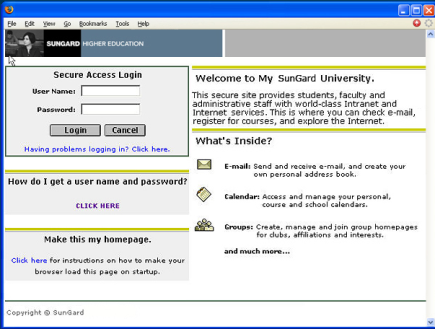 File Edit View Go Bookmarks Tools Help
SUNGARD HIGHER EDUCATION
Secure Access Login
User Name:
Password:
Login Cancel
Having problems logging in? Click here.
How do I get a user name and password?
CLICK HERE
Make this my homepage.
Click here for instructions on how to make your
browser load this page on startup.
Welcome to My SunGard University.
This secure site provides students, faculty and
administrative staff with world-class Intranet and
Internet services. This is where you can check e-mail,
register for courses, and explore the Internet.
What's Inside?
E-mail: Send and receive e-mail, and create your
own personal address book.
Calendar: Access and manage your personal,
course and school calendars.
Groups: Create, manage and join group homepages
for clubs, affiliations and interests.
and much more...
Copyright © SunGard